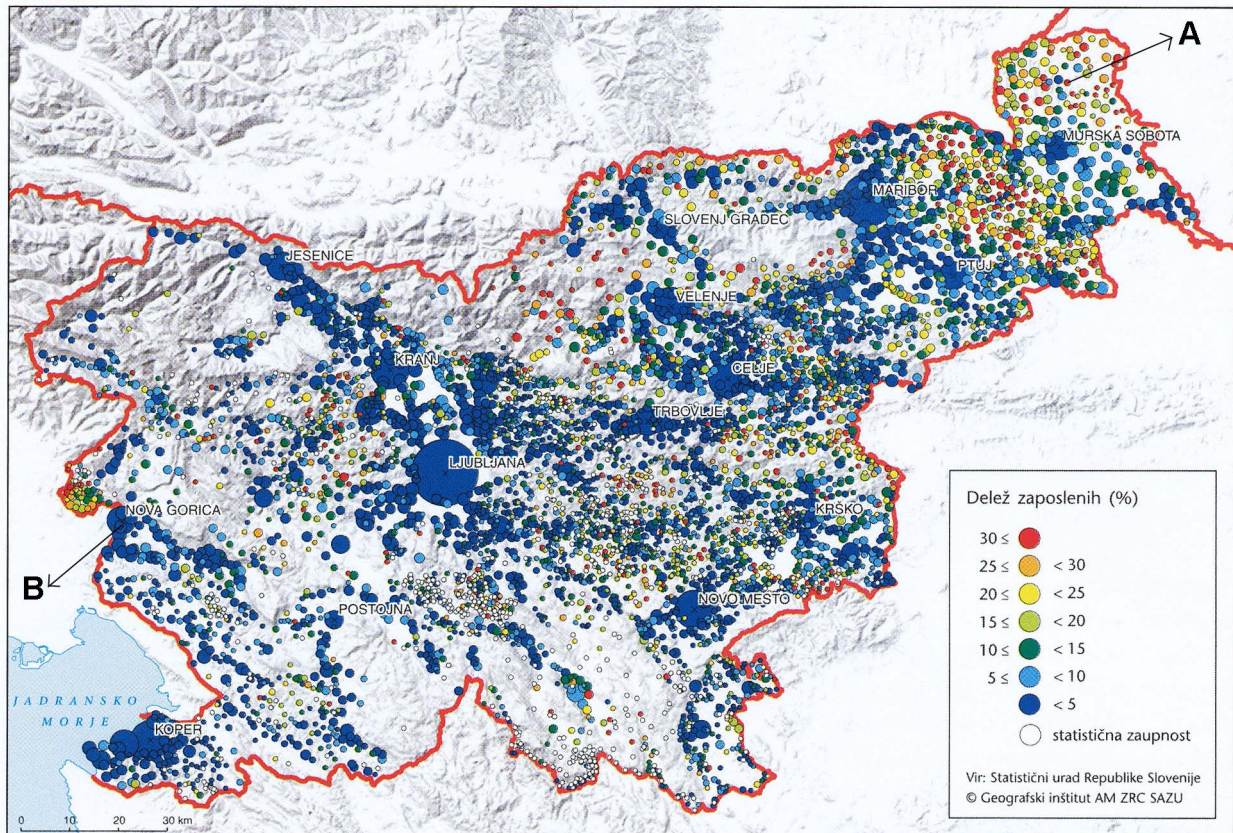 A
MURSKA SOBOTA
MARIBOR
SLOVENJ GRADEC
JESENICE
PTUJ
VELENJE
KRANJ
CELJE
TRBOVLJE
LJUBLJANA
NOVA GORICA
KRŠKO
B
POSTOJNA
NOVO MESTO
JADRANSKO
MORJE
KOPER
0 10 20 30 km
Delež zaposlenih (%)
30 ≤
25 ≤ < 30
20 ≤ < 25
15 ≤ < 20
10 ≤ < 15
5 ≤ < 10
< 5
statistična zaupnost
Vir: Statistični urad Republike Slovenije
© Geografski inštitut AM ZRC SAZU